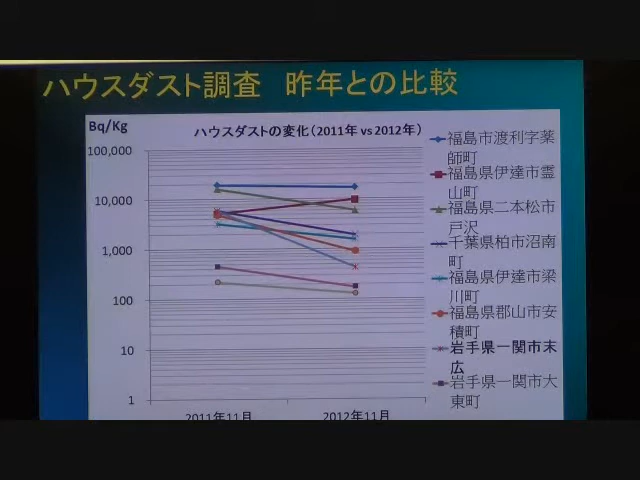 ハウスダスト調査　昨年との比較
Bq/Kg
ハウスダストの変化(2011年 vs 2012年)
100,000
10,000
1,000
100
10
1
2011年11月
2012年11月
福島市渡利字薬
師町
福島県伊達市霊
山町
福島県二本松市
戸沢
千葉県柏市沼南
町
福島県伊達市梁
川町
福島県郡山市安
積町
岩手県一関市末
広
岩手県一関市大
東町